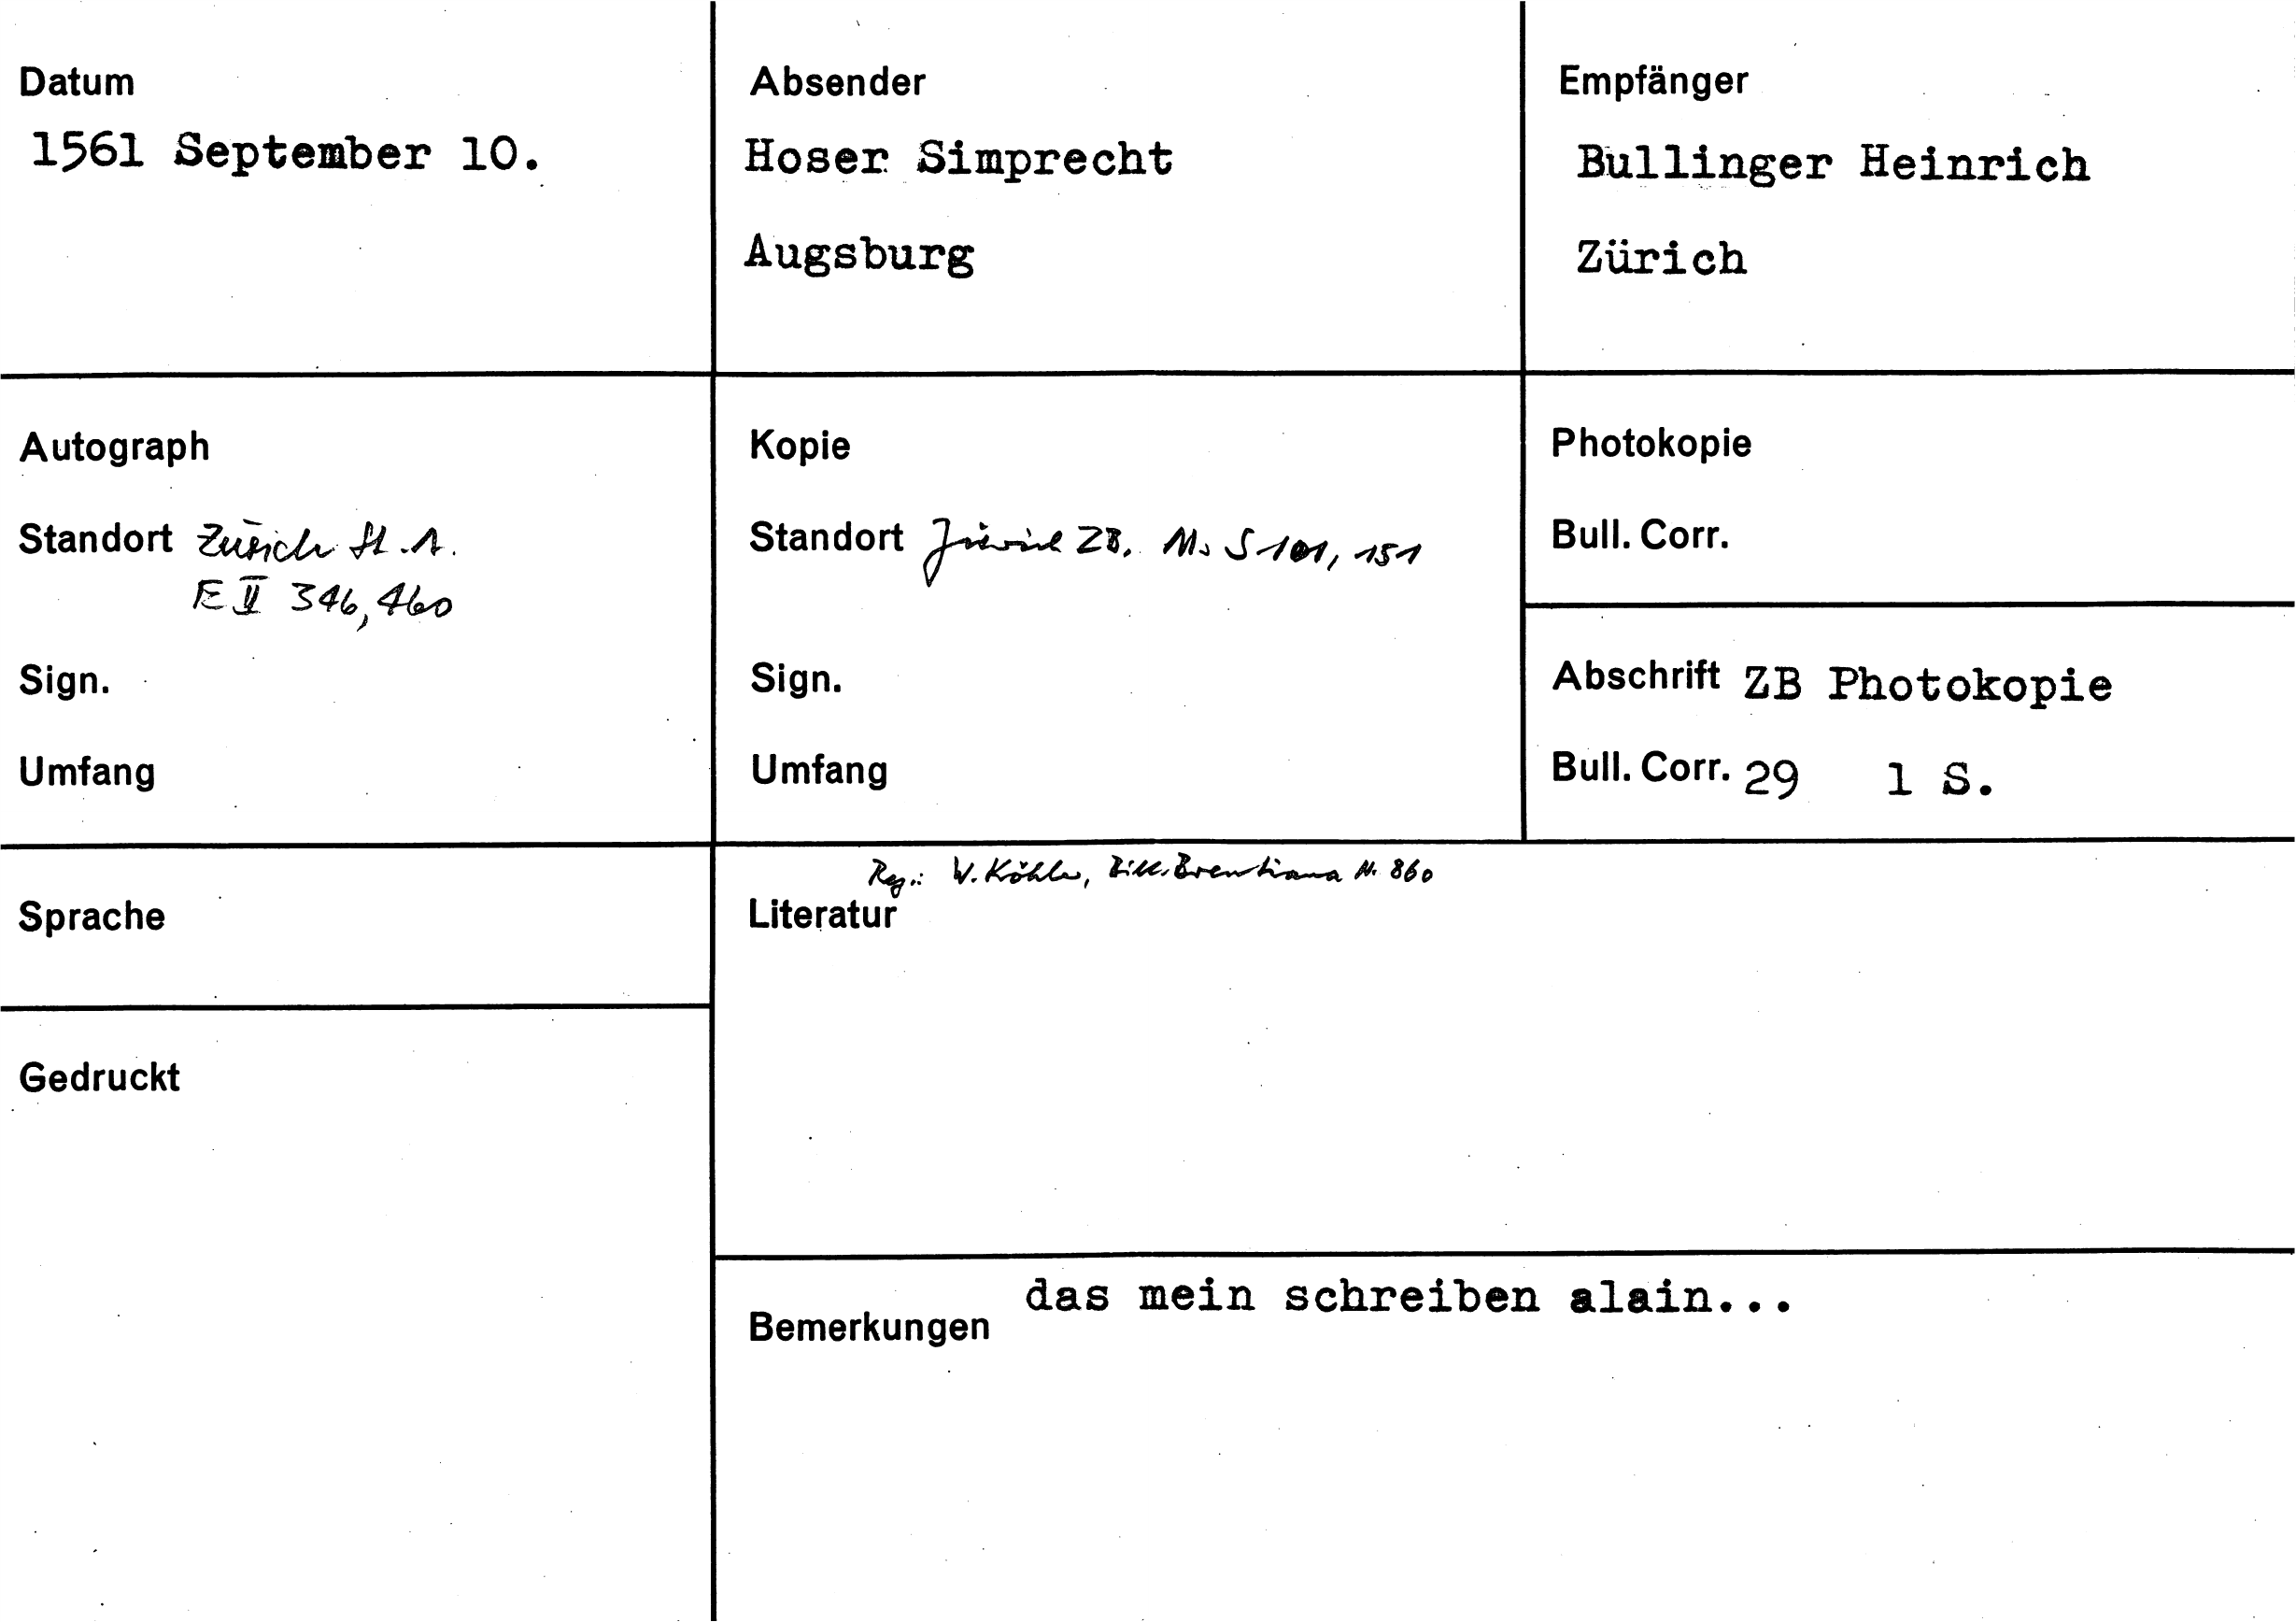 Datum
1561 September 10.
Absender
Hoser Simprecht
Augsburg
Empfänger
Bullinger Heinrich
Zürich
Autograph
Standort Zürich St.A.
E II 346, 460
Sign.
Umfang
Kopie
Standort Zürich ZB, Ms S 101, 151
Sign.
Umfang
Photokopie
Bull. Corr.
Abschrift ZB Photokopie
Bull. Corr. 29 1 S.
Sprache
Reg.: W. Köhler, Bibl. Brentiana N. 860
Literatur
Gedruckt
das mein schreiben alain...
Bemerkungen